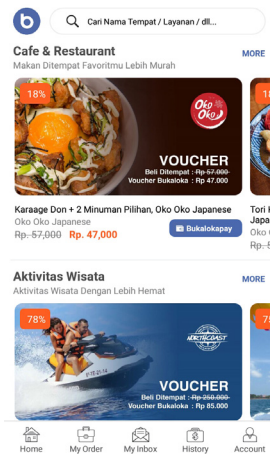 b
Cari Nama Tempat / Layanan / dll...
Cafe & Restaurant
MORE
Makan Ditempat Favoritmu Lebih Murah
18%
Oko Oko
VOUCHER
Beli Ditempat : Rp 57.000
Voucher Bukaloka : Rp 47.000
Karaage Don + 2 Minuman Pilihan, Oko Oko Japanese
Oko Oko Japanese
Rp. 57,000 Rp. 47,000
Bukalokapay
Aktivitas Wisata
MORE
Aktivitas Wisata Dengan Lebih Hemat
78%
NORTHCOAST
VOUCHER
Beli Ditempat : Rp 250.000
Voucher Bukaloka : Rp 85.000
Home
My Order
My Inbox
History
Account